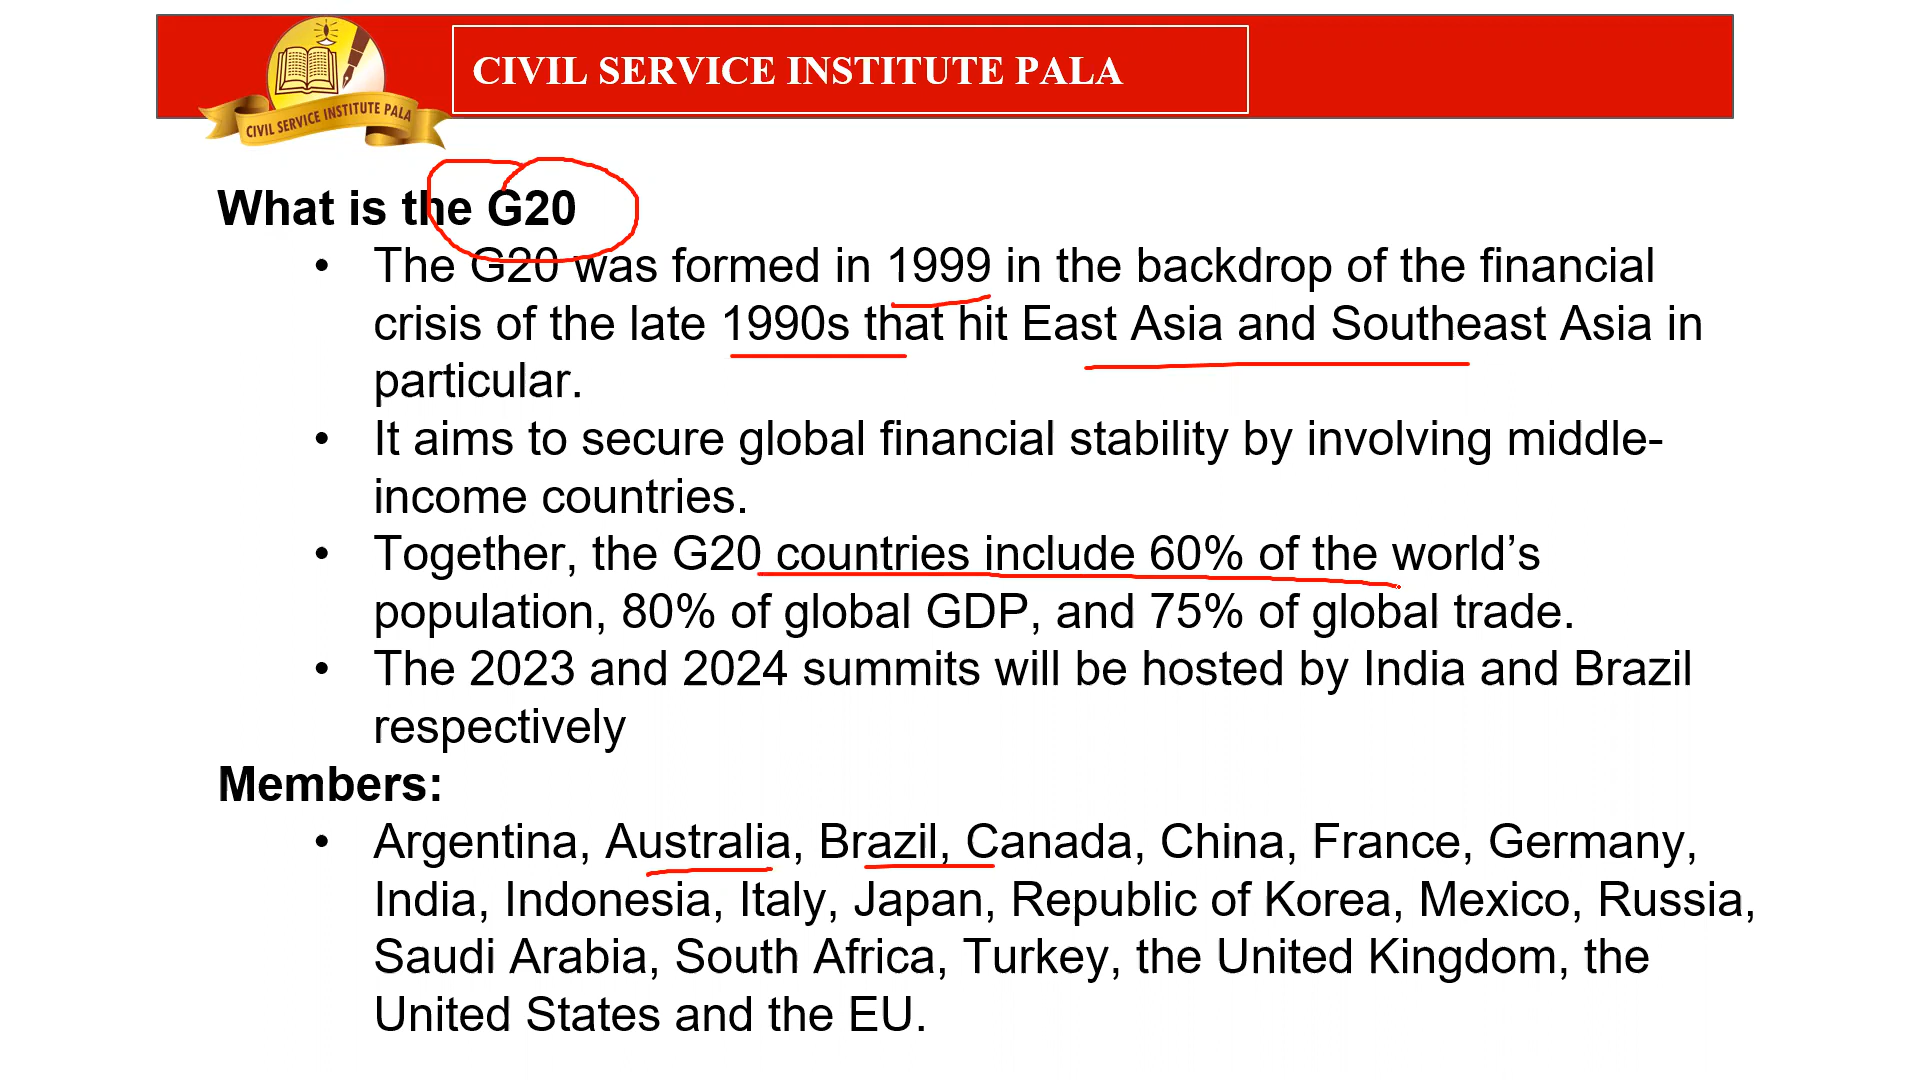 CIVIL SERVICE INSTITUTE PALA
CIVIL SERVICE INSTITUTE PALA
What is the G20
• The G20 was formed in 1999 in the backdrop of the financial
crisis of the late 1990s that hit East Asia and Southeast Asia in
particular.
• It aims to secure global financial stability by involving middle-
income countries.
• Together, the G20 countries include 60% of the world’s
population, 80% of global GDP, and 75% of global trade.
• The 2023 and 2024 summits will be hosted by India and Brazil
respectively
Members:
• Argentina, Australia, Brazil, Canada, China, France, Germany,
India, Indonesia, Italy, Japan, Republic of Korea, Mexico, Russia,
Saudi Arabia, South Africa, Turkey, the United Kingdom, the
United States and the EU.